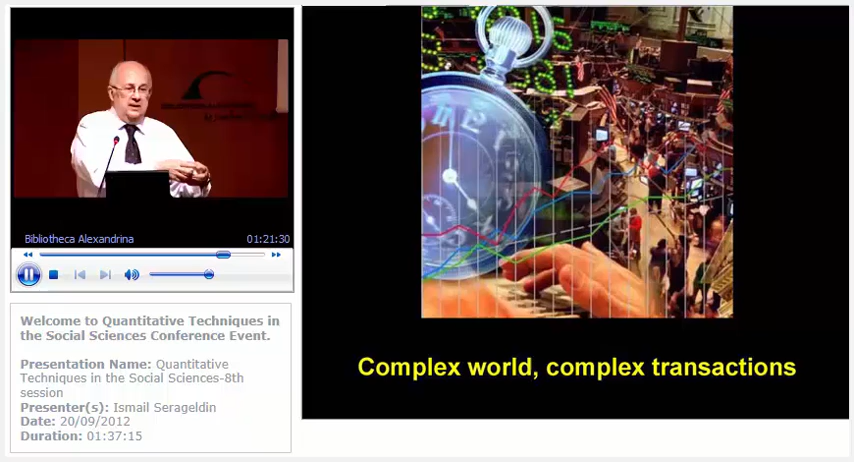 Bibliotheca Alexandrina 01:21:30
Welcome to Quantitative Techniques in
the Social Sciences Conference Event.
Presentation Name: Quantitative
Techniques in the Social Sciences-8th
session
Presenter(s): Ismail Serageldin
Date: 20/09/2012
Duration: 01:37:15
Complex world, complex transactions